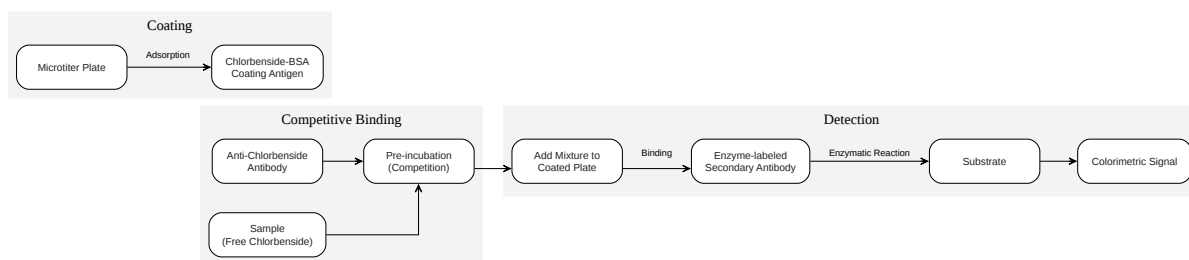 Coating
Microtiter Plate
Adsorption
Chlorbenside-BSA
Coating Antigen
Competitive Binding
Anti-Chlorbenside
Antibody
Pre-incubation
(Competition)
Sample
(Free Chlorbenside)
Detection
Add Mixture to
Coated Plate
Binding
Enzyme-labeled
Secondary Antibody
Enzymatic Reaction
Substrate
Colorimetric Signal